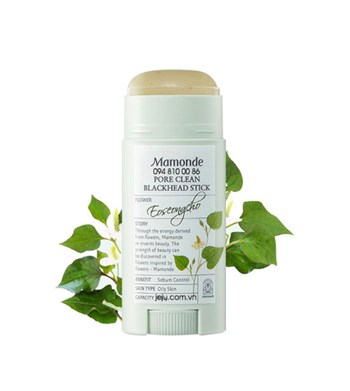 Mamonde
094 810 00 86
PORE CLEAN
BLACKHEAD STICK
FLOWER
Eoseongcho
STORY
Through the energy derived
from flowers, Mamonde
re-invents beauty. The
strength of beauty can
be discovered in
flowers inspired by
flowers - Mamonde
BENEFIT Sebum Control
SKIN TYPE Oily Skin
CAPACITY jeju.com.vn